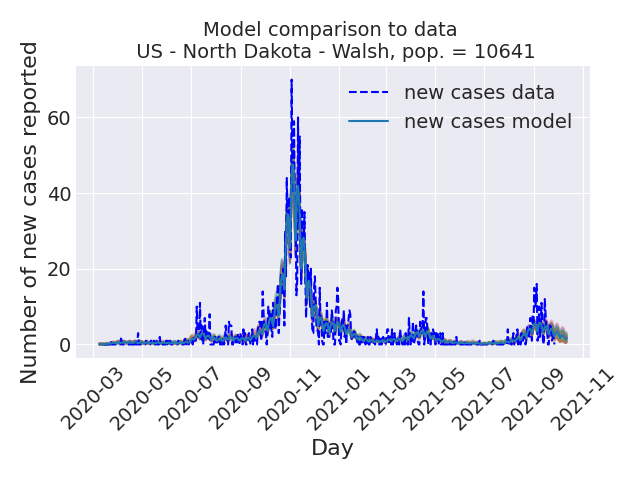 Model comparison to data
US - North Dakota - Walsh, pop. = 10641
Number of new cases reported
60
40
20
0
new cases data
new cases model
2020-03
2020-05
2020-07
2020-09
2020-11
2021-01
2021-03
2021-05
2021-07
2021-09
2021-11
Day